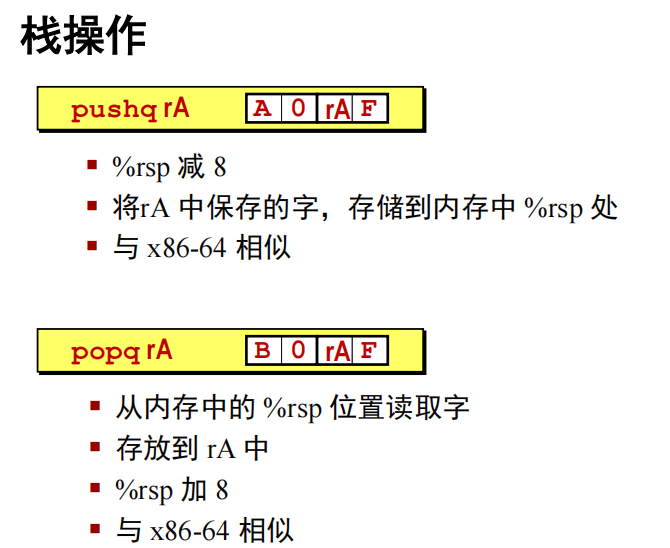 栈操作
pushq rA A 0 rA F
▪ %rsp 减 8
▪ 将rA 中保存的字，存储到内存中 %rsp 处
▪ 与 x86-64 相似
popq rA B 0 rA F
▪ 从内存中的 %rsp 位置读取字
▪ 存放到 rA 中
▪ %rsp 加 8
▪ 与 x86-64 相似